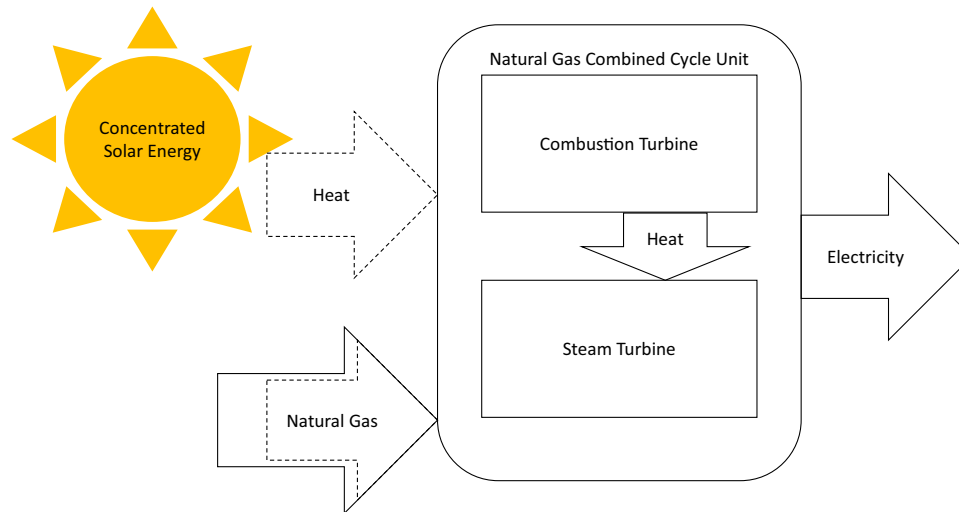 Natural Gas Combined Cycle Unit
Concentrated
Solar Energy
Combustion Turbine
Heat
Heat
Electricity
Steam Turbine
Natural Gas